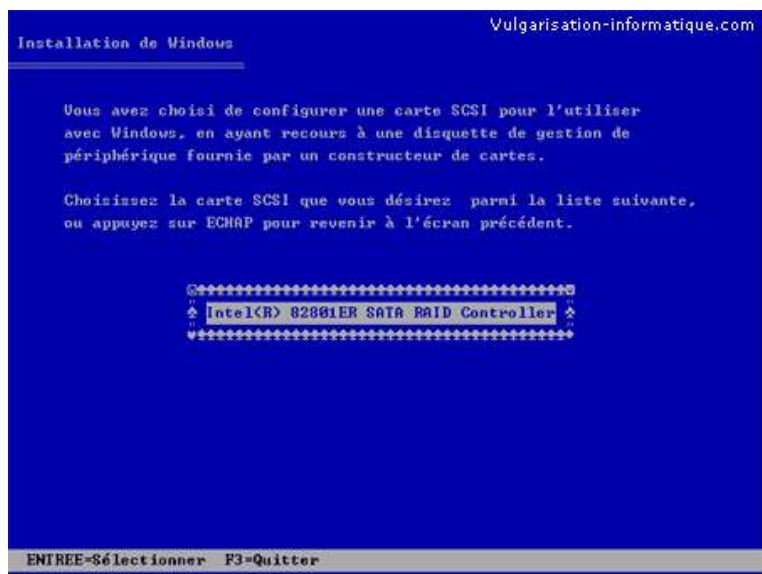 Vulgarisation-informatique.com
Installation de Windows
Vous avez choisi de configurer une carte SCSI pour l'utiliser
avec Windows, en ayant recours à une disquette de gestion de
périphérique fournie par un constructeur de cartes.
Choisissez la carte SCSI que vous désirez parmi la liste suivante,
ou appuyez sur ECHAP pour revenir à l'écran précédent.
Intel(R) 82801ER SATA RAID Controller
ENTREE=Sélectionner F3=Quitter